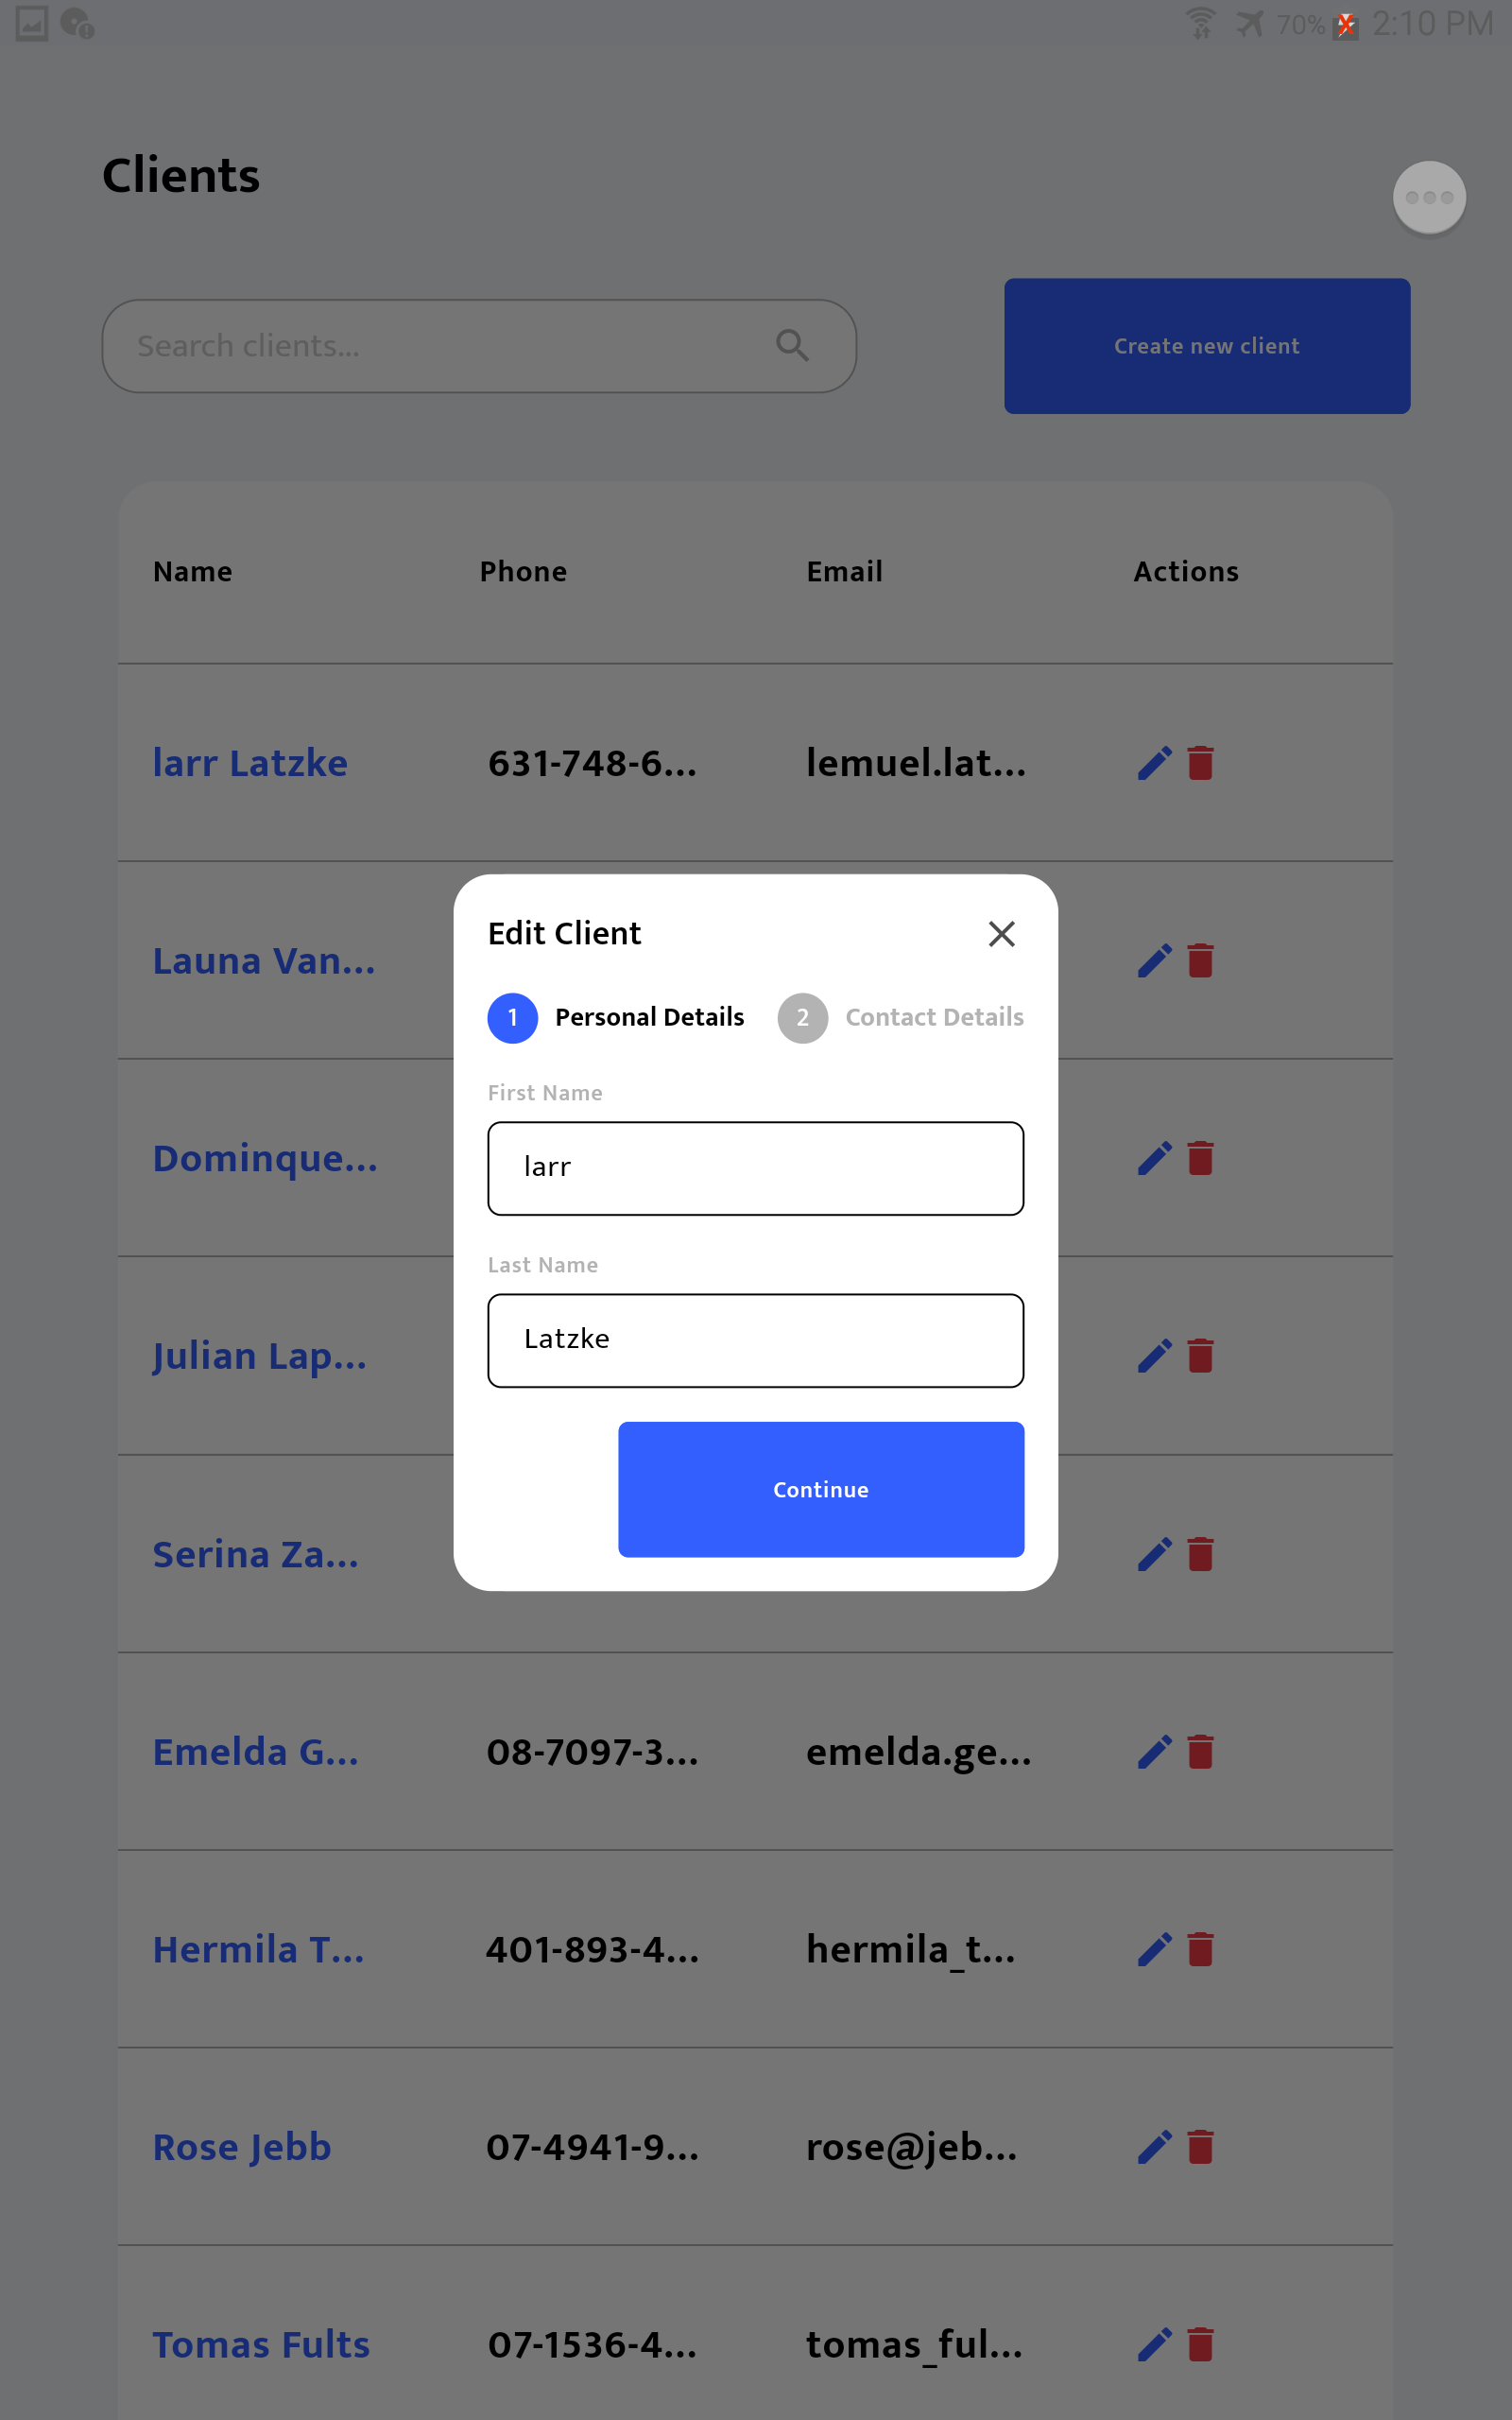 70% 2:10 PM
Clients
Search clients...
Create new client
Name Phone Email Actions
larr Latzke 631-748-6... lemuel.lat...
Launa Van...
Edit Client
1 Personal Details 2 Contact Details
First Name
larr
Dominque...
Last Name
Latzke
Julian Lap...
Continue
Serina Za...
Emelda G... 08-7097-3... emelda.ge...
Hermila T... 401-893-4... hermila_t...
Rose Jebb 07-4941-9... rose@jeb...
Tomas Fults 07-1536-4... tomas_ful...